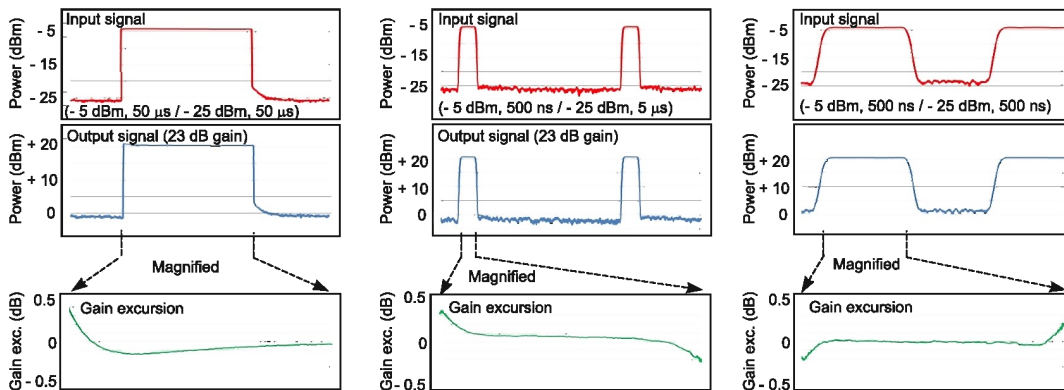 Power (dBm)
- 5
- 15
- 25
Input signal
(- 5 dBm, 50 µs / - 25 dBm, 50 µs)
Power (dBm)
- 5
- 15
- 25
Input signal
(- 5 dBm, 500 ns / - 25 dBm, 5 µs)
Power (dBm)
- 5
- 15
- 25
Input signal
(- 5 dBm, 500 ns / - 25 dBm, 500 ns)
Power (dBm)
+ 20
+ 10
0
Output signal (23 dB gain)
Power (dBm)
+ 20
+ 10
0
Output signal (23 dB gain)
Power (dBm)
+ 20
+ 10
0
Magnified
Magnified
Magnified
Gain exc. (dB)
0.5
0
- 0.5
Gain excursion
Gain exc. (dB)
0.5
0
- 0.5
Gain excursion
Gain exc. (dB)
0.5
0
- 0.5
Gain excursion